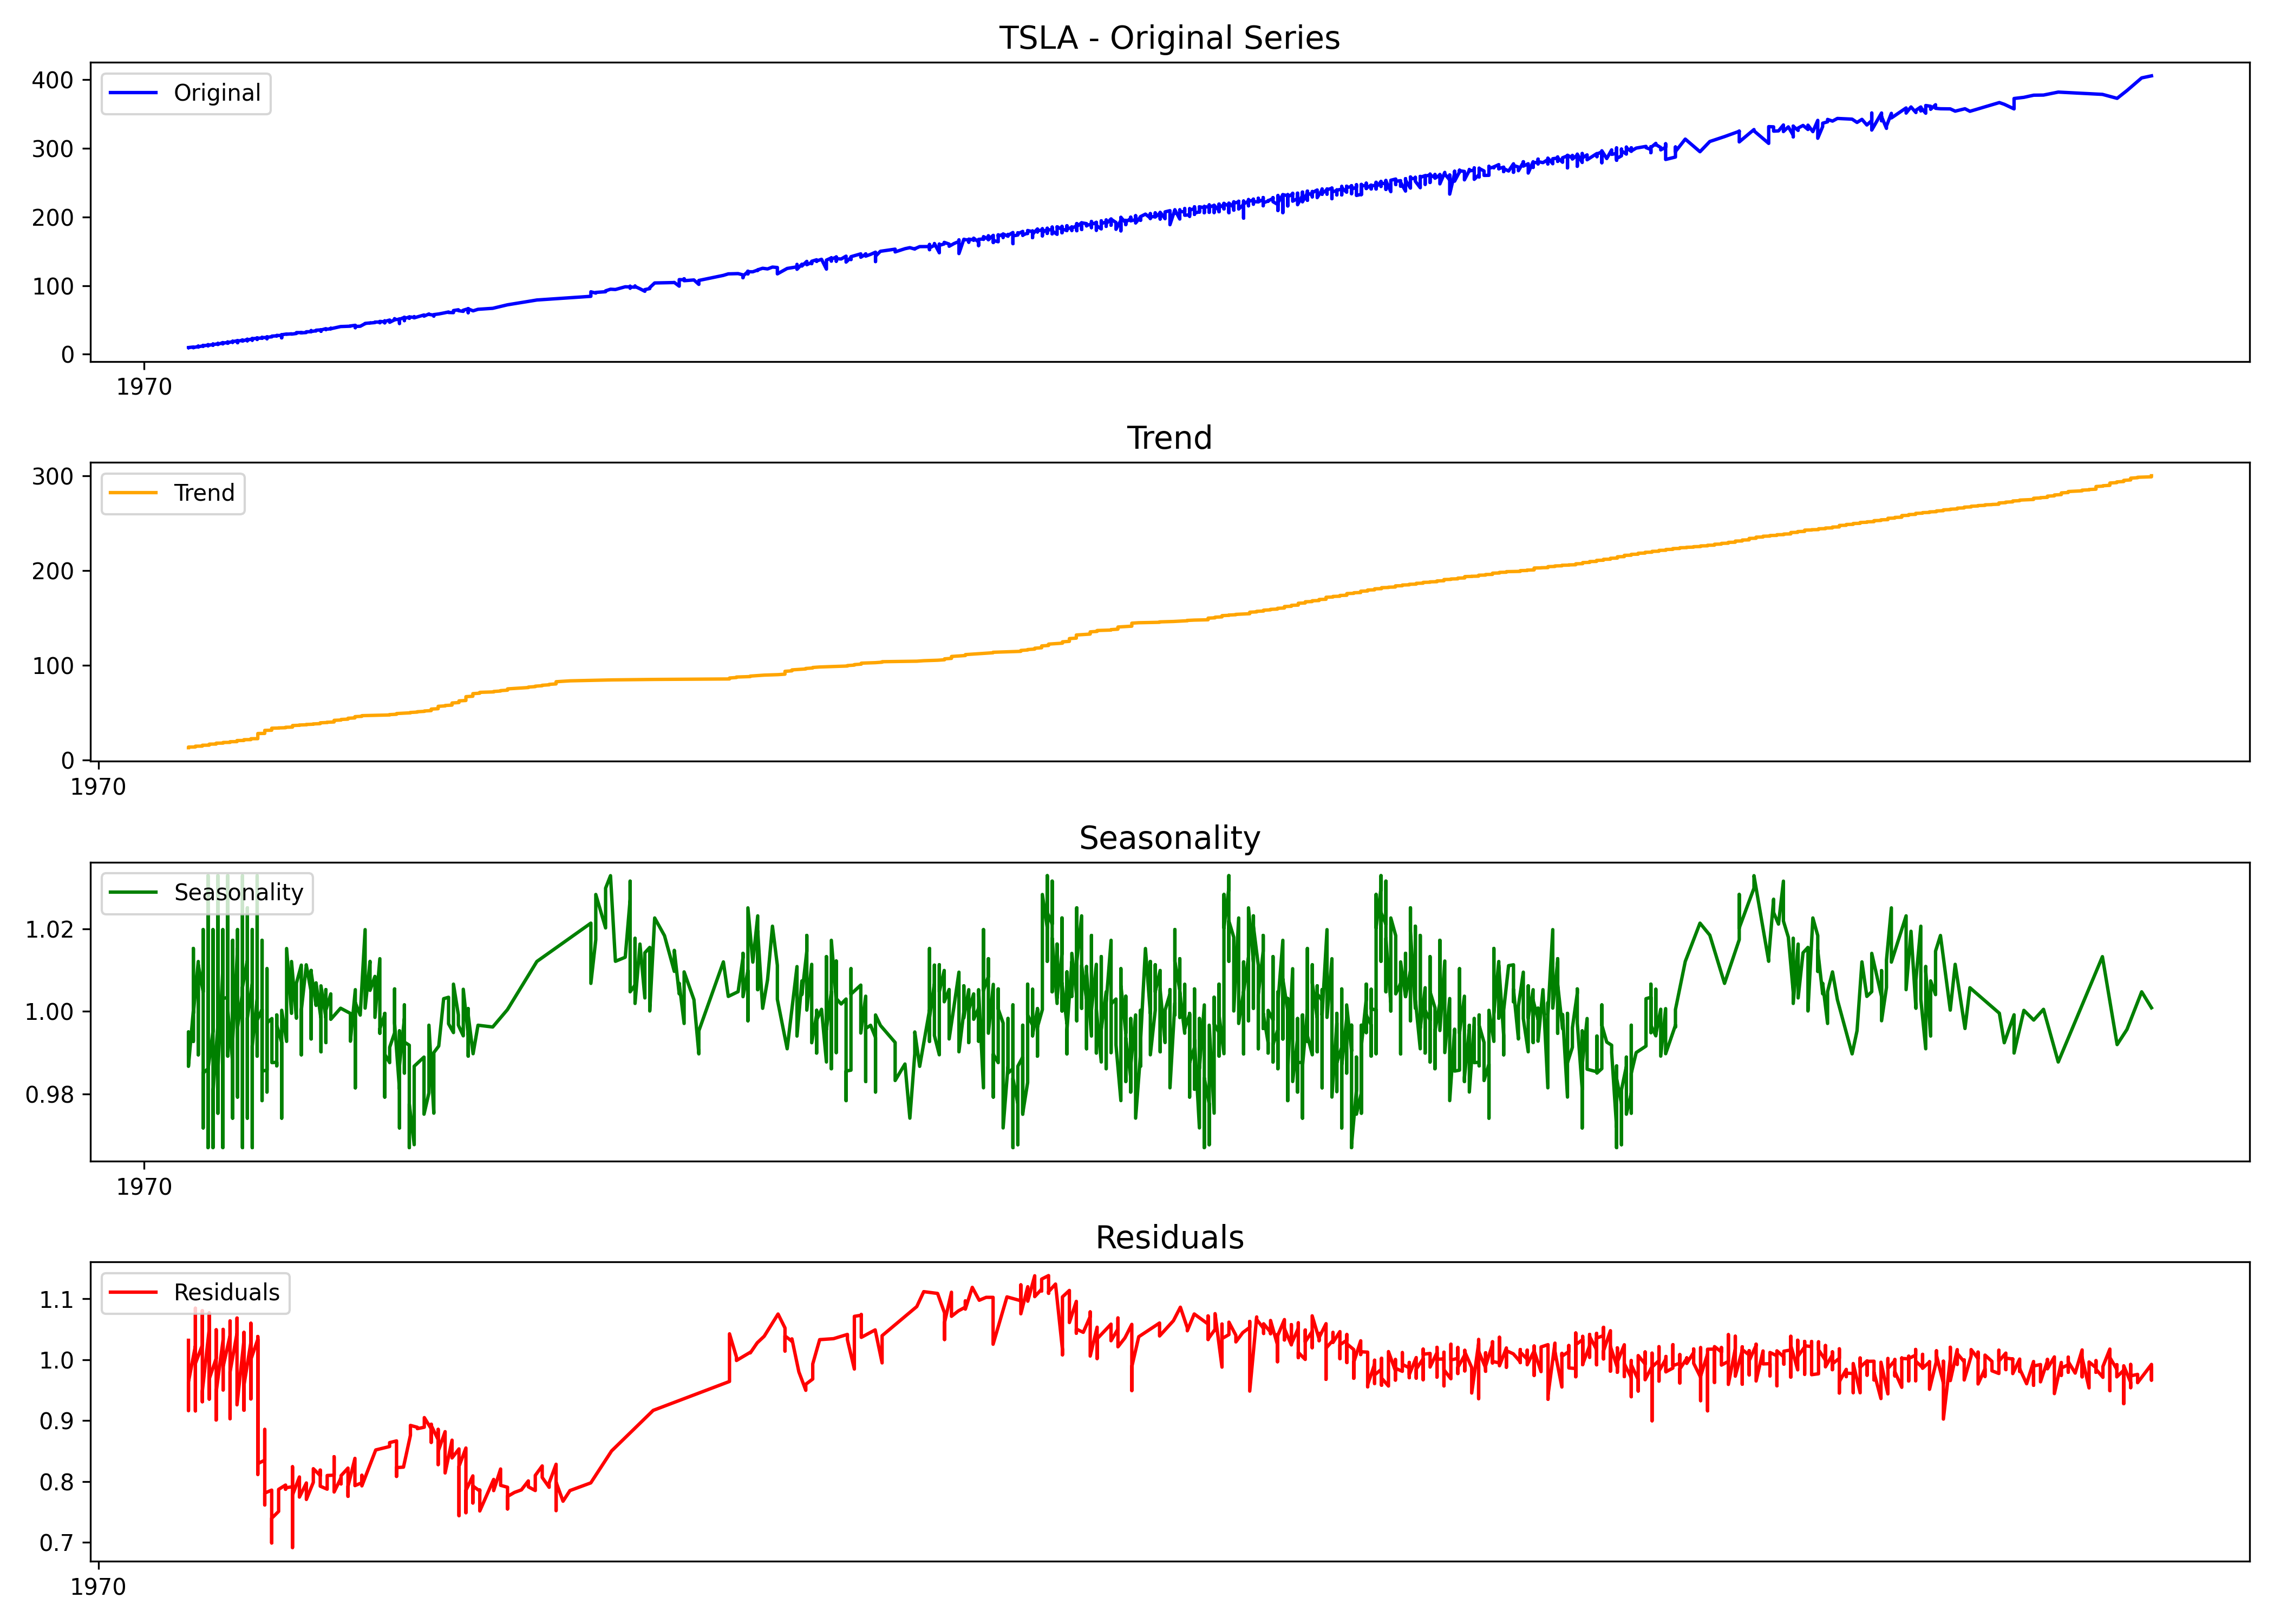 TSLA - Original Series
Original
400
300
200
100
0
1970
Trend
Trend
300
200
100
0
1970
Seasonality
Seasonality
1.02
1.00
0.98
1970
Residuals
Residuals
1.1
1.0
0.9
0.8
0.7
1970